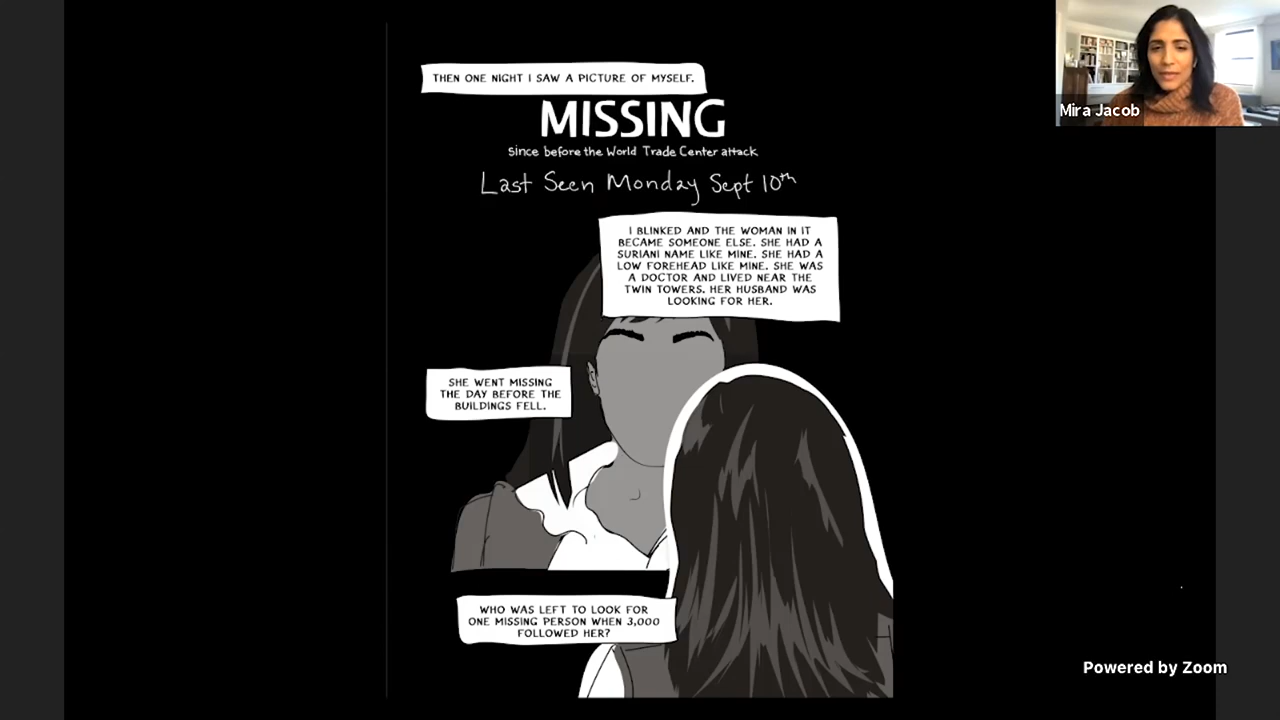 THEN ONE NIGHT I SAW A PICTURE OF MYSELF.
MISSING
Since before the World Trade Center attack
Last Seen Monday Sept 10th
I BLINKED AND THE WOMAN IN IT
BECAME SOMEONE ELSE. SHE HAD A
SURIANI NAME LIKE MINE. SHE HAD A
LOW FOREHEAD LIKE MINE. SHE WAS
A DOCTOR AND LIVED NEAR THE
TWIN TOWERS. HER HUSBAND WAS
LOOKING FOR HER.
SHE WENT MISSING
THE DAY BEFORE THE
BUILDINGS FELL.
WHO WAS LEFT TO LOOK FOR
ONE MISSING PERSON WHEN 3,000
FOLLOWED HER?
Mira Jacob
Powered by Zoom